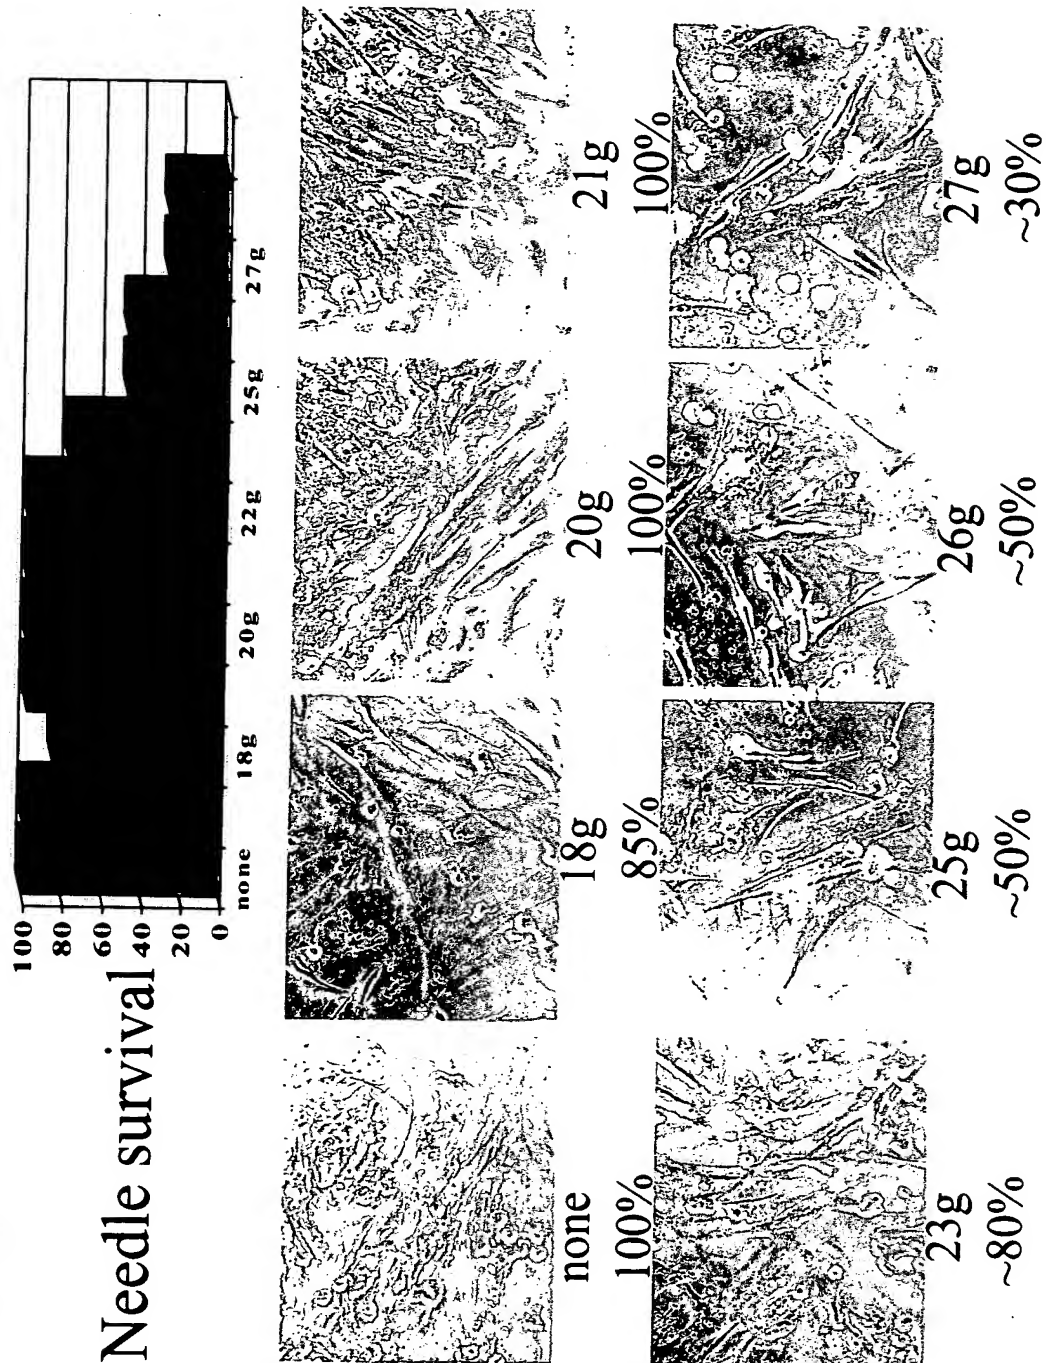 Needle survival
100
80
60
40
20
0
none 18g 20g 22g 25g 27g
none 18g 20g 21g
100% 85% 100% 100%
23g 25g 26g 27g
~80% ~50% ~50% ~30%